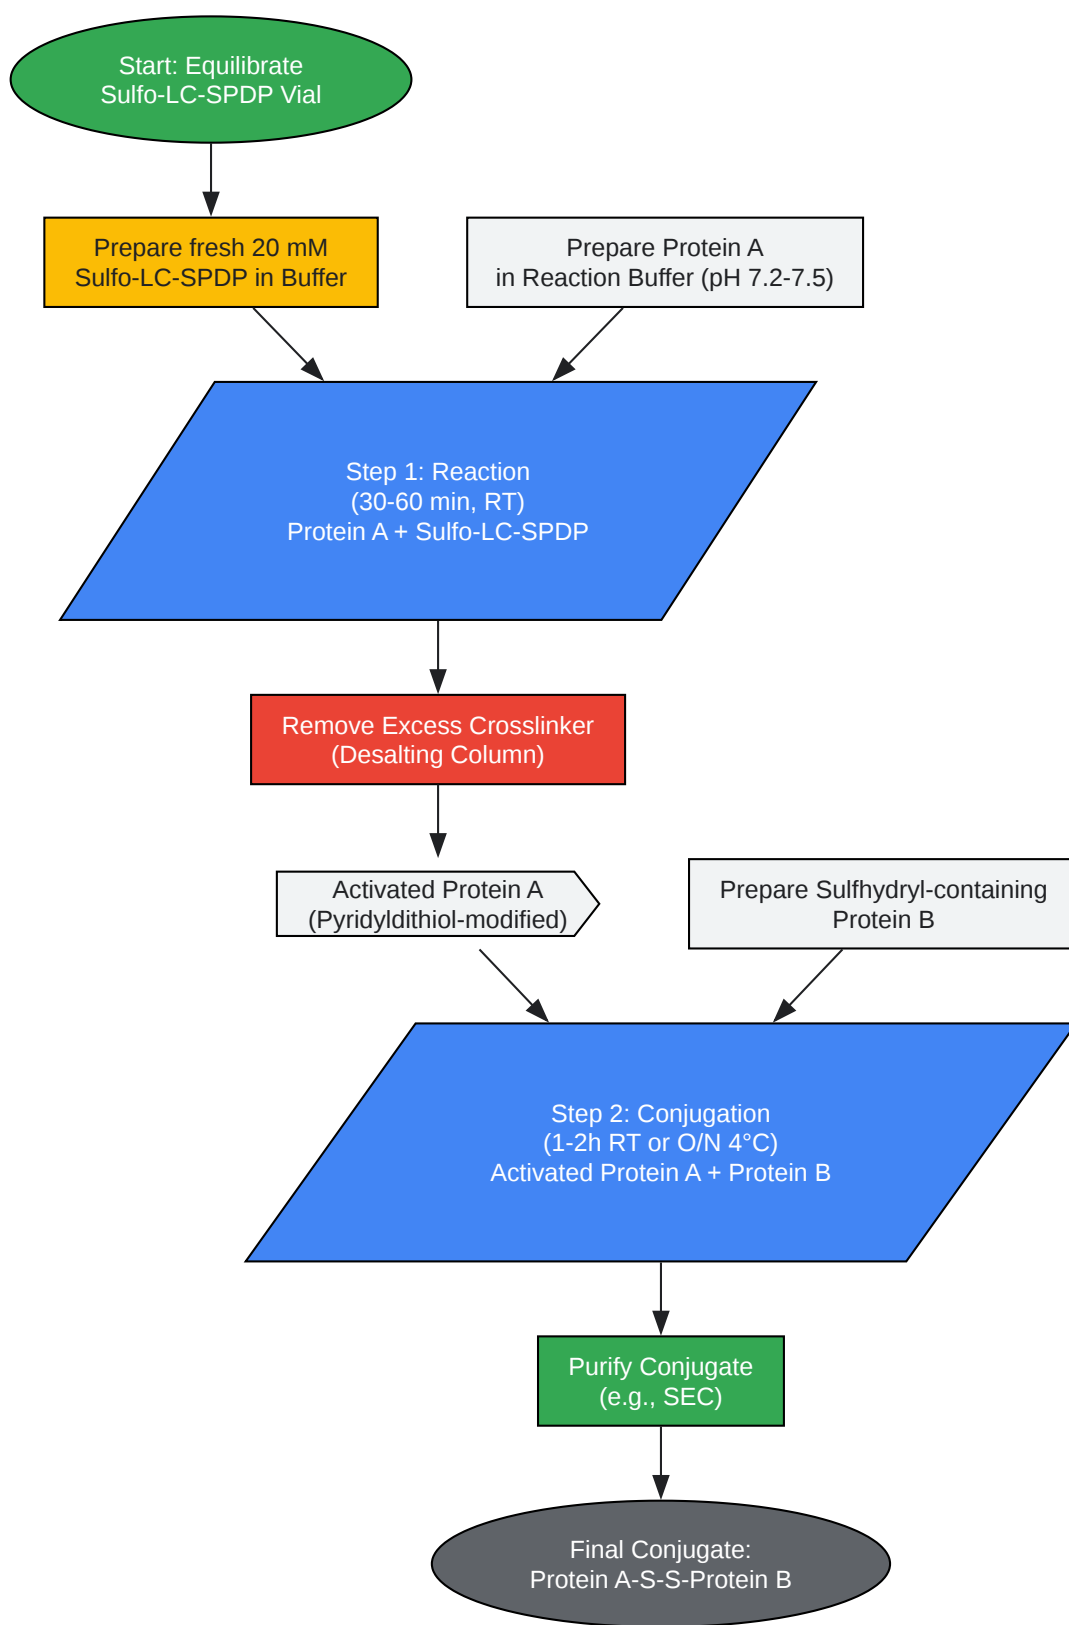 Start: Equilibrate
Sulfo-LC-SPDP Vial
Prepare fresh 20 mM
Sulfo-LC-SPDP in Buffer
Prepare Protein A
in Reaction Buffer (pH 7.2-7.5)
Step 1: Reaction
(30-60 min, RT)
Protein A + Sulfo-LC-SPDP
Remove Excess Crosslinker
(Desalting Column)
Activated Protein A
(Pyridyldithiol-modified)
Prepare Sulfhydryl-containing
Protein B
Step 2: Conjugation
(1-2h RT or O/N 4°C)
Activated Protein A + Protein B
Purify Conjugate
(e.g., SEC)
Final Conjugate:
Protein A-S-S-Protein B